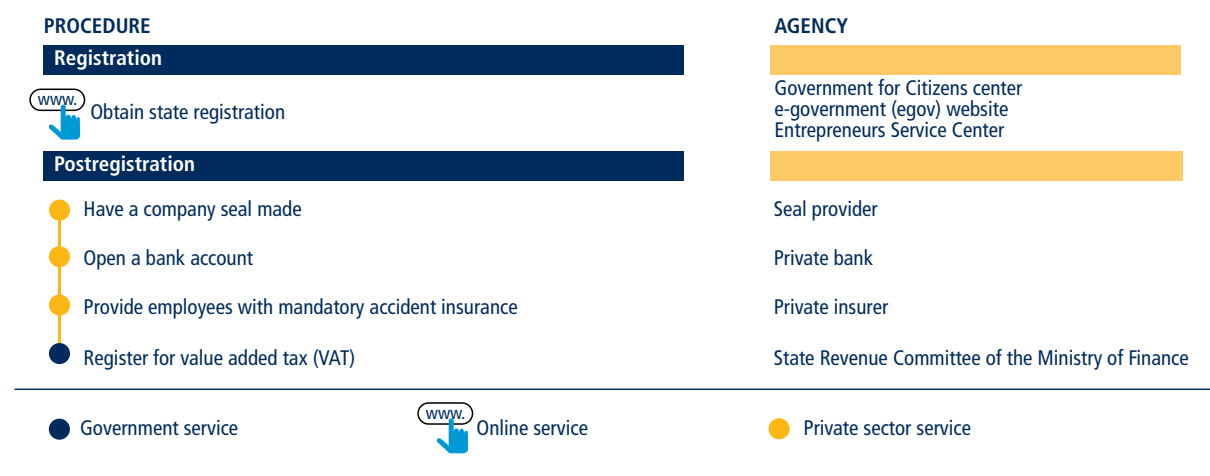 PROCEDURE
AGENCY
Registration
www.
Obtain state registration
Government for Citizens center
e-government (egov) website
Entrepreneurs Service Center
Postregistration
Have a company seal made
Seal provider
Open a bank account
Private bank
Provide employees with mandatory accident insurance
Private insurer
Register for value added tax (VAT)
State Revenue Committee of the Ministry of Finance
Government service
www.
Online service
Private sector service